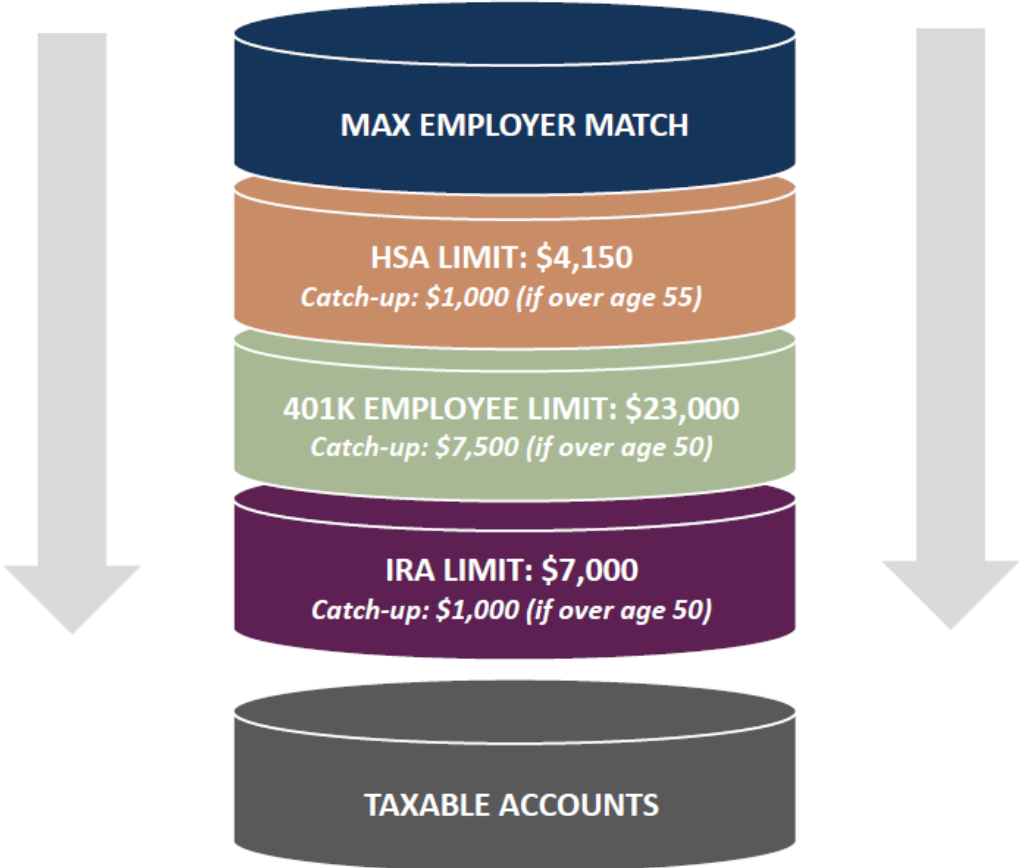 MAX EMPLOYER MATCH
HSA LIMIT: $4,150
Catch-up: $1,000 (if over age 55)
401K EMPLOYEE LIMIT: $23,000
Catch-up: $7,500 (if over age 50)
IRA LIMIT: $7,000
Catch-up: $1,000 (if over age 50)
TAXABLE ACCOUNTS